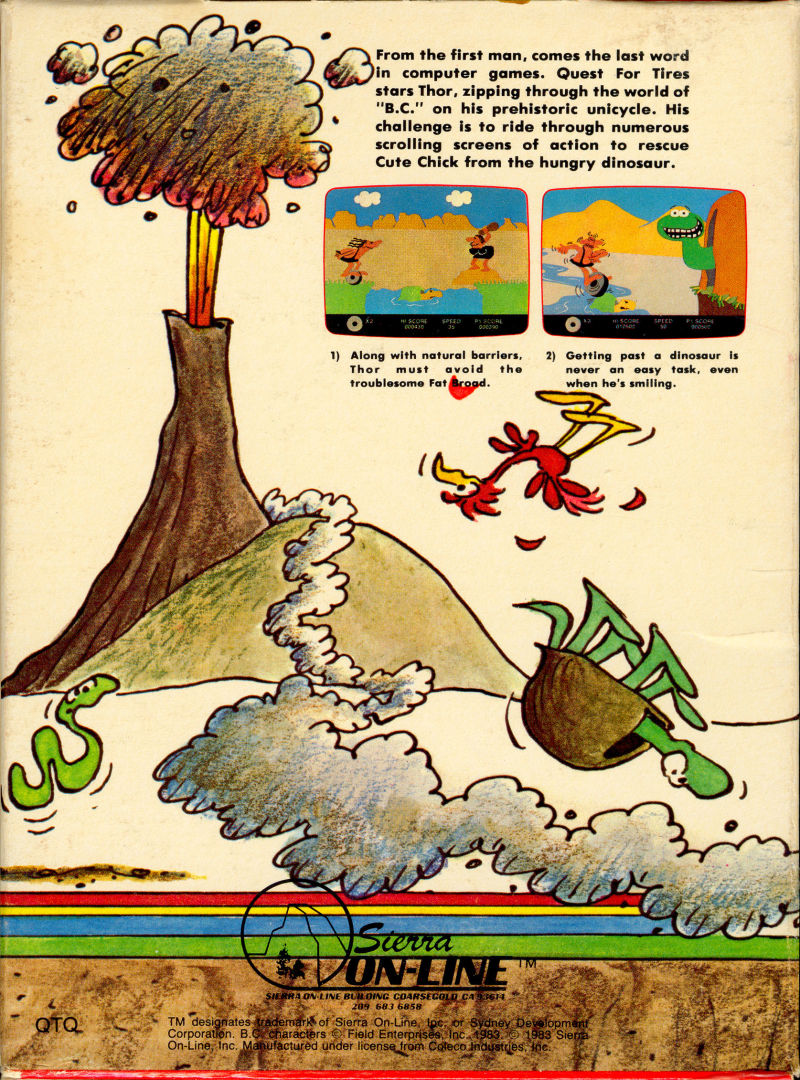 From the first man, comes the last word
in computer games. Quest For Tires
stars Thor, zipping through the world of
"B.C." on his prehistoric unicycle. His
challenge is to ride through numerous
scrolling screens of action to rescue
Cute Chick from the hungry dinosaur.
X2 HI SCORE SPEED P1 SCORE
X3 HI SCORE SPEED P1 SCORE
1) Along with natural barriers,
Thor must avoid the
troublesome Fat Broad.
2) Getting past a dinosaur is
never an easy task, even
when he's smiling.
Sierra
ON-LINE TM
SIERRA ON-LINE BUILDING COARSEGOLD, CA 93614
209 683 6858
QTQ
TM designates trademark of Sierra On-Line, Inc. or Sydney Development
Corporation. B.C. characters © Field Enterprises, Inc. 1983. © 1983 Sierra
On-Line, Inc. Manufactured under license from Coleco Industries, Inc.